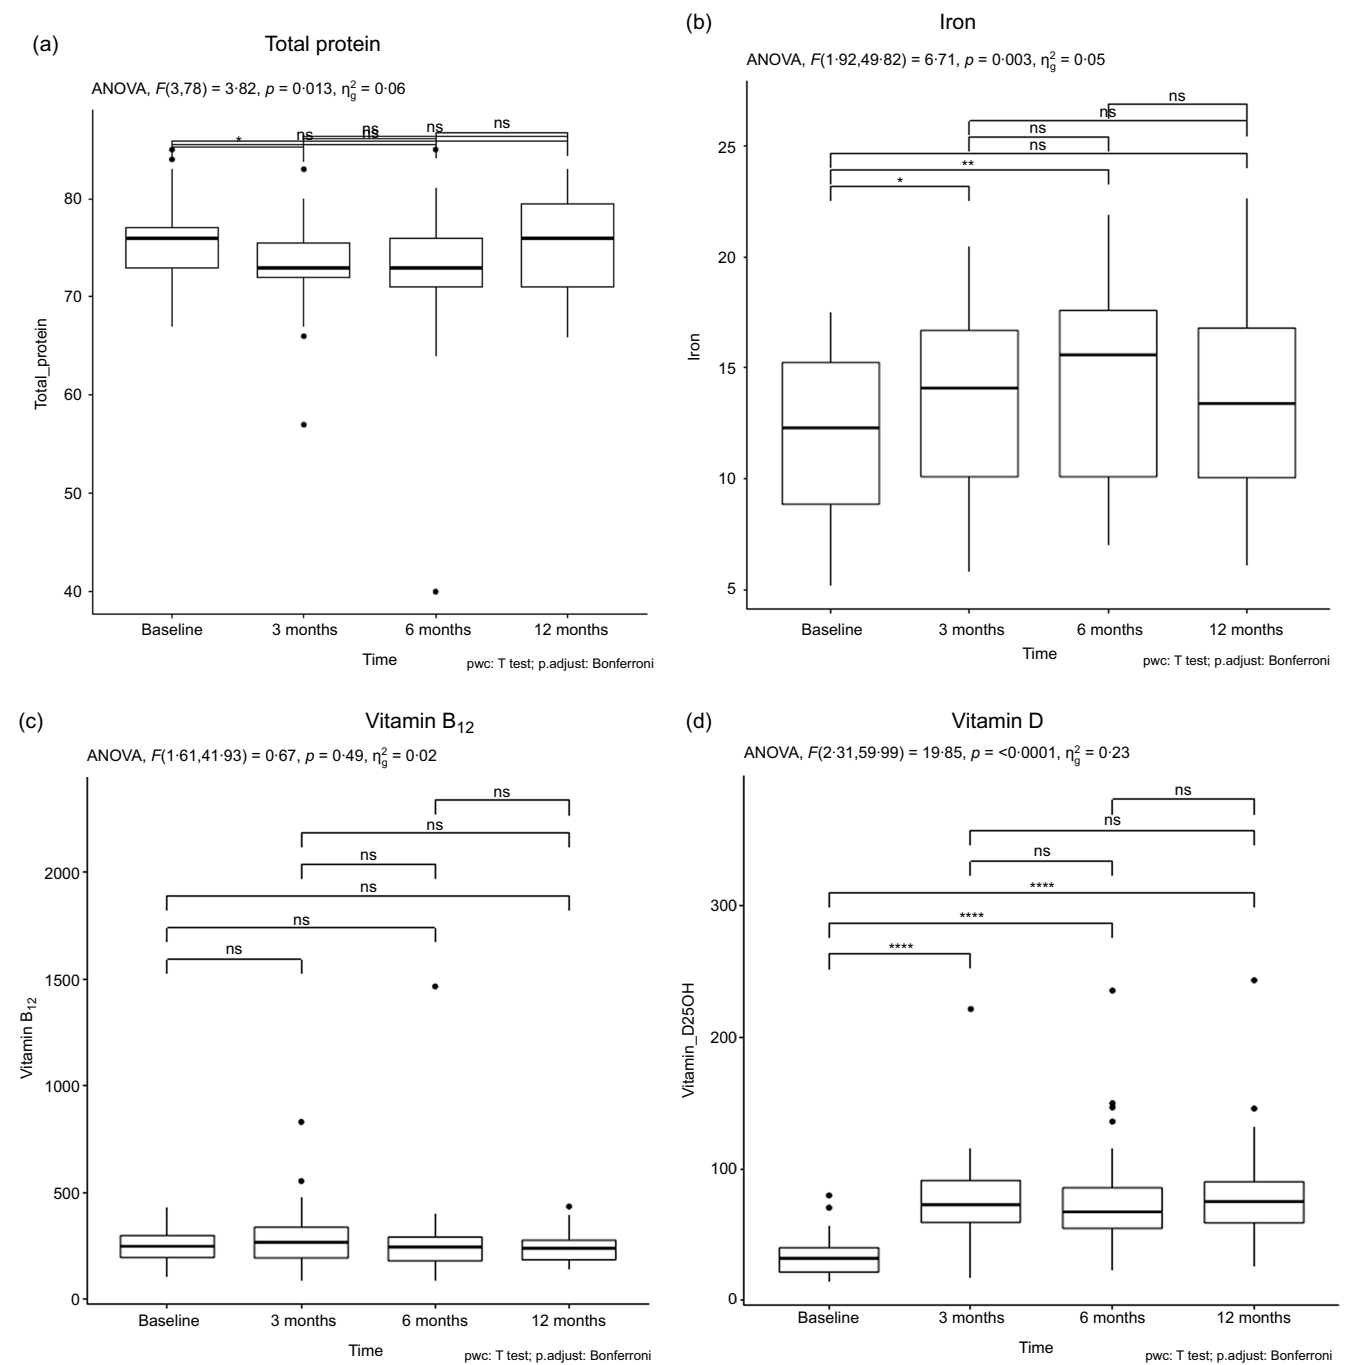 (a)
Total protein
ANOVA, F(3,78) = 3·82, p = 0·013, η²g = 0·06
ns
ns
ns
ns
ns
*
80
70
60
50
40
Total_protein
Baseline
3 months
6 months
12 months
Time
pwc: T test; p.adjust: Bonferroni
(b)
Iron
ANOVA, F(1·92,49·82) = 6·71, p = 0·003, η²g = 0·05
ns
ns
ns
ns
**
*
25
20
15
10
5
Iron
Baseline
3 months
6 months
12 months
Time
pwc: T test; p.adjust: Bonferroni
(c)
Vitamin B12
ANOVA, F(1·61,41·93) = 0·67, p = 0·49, η²g = 0·02
ns
ns
ns
ns
ns
ns
2000
1500
1000
500
0
Vitamin B12
Baseline
3 months
6 months
12 months
Time
pwc: T test; p.adjust: Bonferroni
(d)
Vitamin D
ANOVA, F(2·31,59·99) = 19·85, p = <0·0001, η²g = 0·23
ns
ns
ns
****
****
****
300
200
100
0
Vitamin_D25OH
Baseline
3 months
6 months
12 months
Time
pwc: T test; p.adjust: Bonferroni